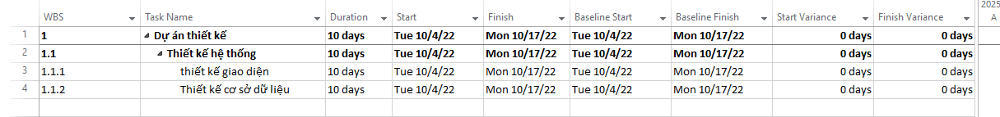 2025
WBS Task Name Duration Start Finish Baseline Start Baseline Finish Start Variance Finish Variance A
1 1 Dự án thiết kế 10 days Tue 10/4/22 Mon 10/17/22 Tue 10/4/22 Mon 10/17/22 0 days 0 days
2 1.1 Thiết kế hệ thống 10 days Tue 10/4/22 Mon 10/17/22 Tue 10/4/22 Mon 10/17/22 0 days 0 days
3 1.1.1 thiết kế giao diện 10 days Tue 10/4/22 Mon 10/17/22 Tue 10/4/22 Mon 10/17/22 0 days 0 days
4 1.1.2 Thiết kế cơ sở dữ liệu 10 days Tue 10/4/22 Mon 10/17/22 Tue 10/4/22 Mon 10/17/22 0 days 0 days